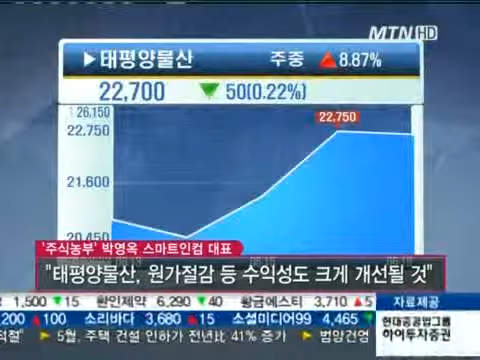 MTN HD
▶태평양물산 주중 ▲8.87%
22,700 ▼ 50(0.22%)
26,150
22,750
22,750
21,600
20,450
'주식농부' 박영옥 스마트인컴 대표
"태평양물산, 원가절감 등 수익성도 크게 개선될 것"
1,500 ▼15 환인제약 6,290 ▼40 황금에스티 3,710 ▲5
▲100 소리바다 3,680 ▲15 소셜미디어99 4,465
적절" ▶ 5월. 주택 건설 인허가 전년比 41% 증가 ▶ 범양건영
자료제공
현대중공업그룹
하이투자증권